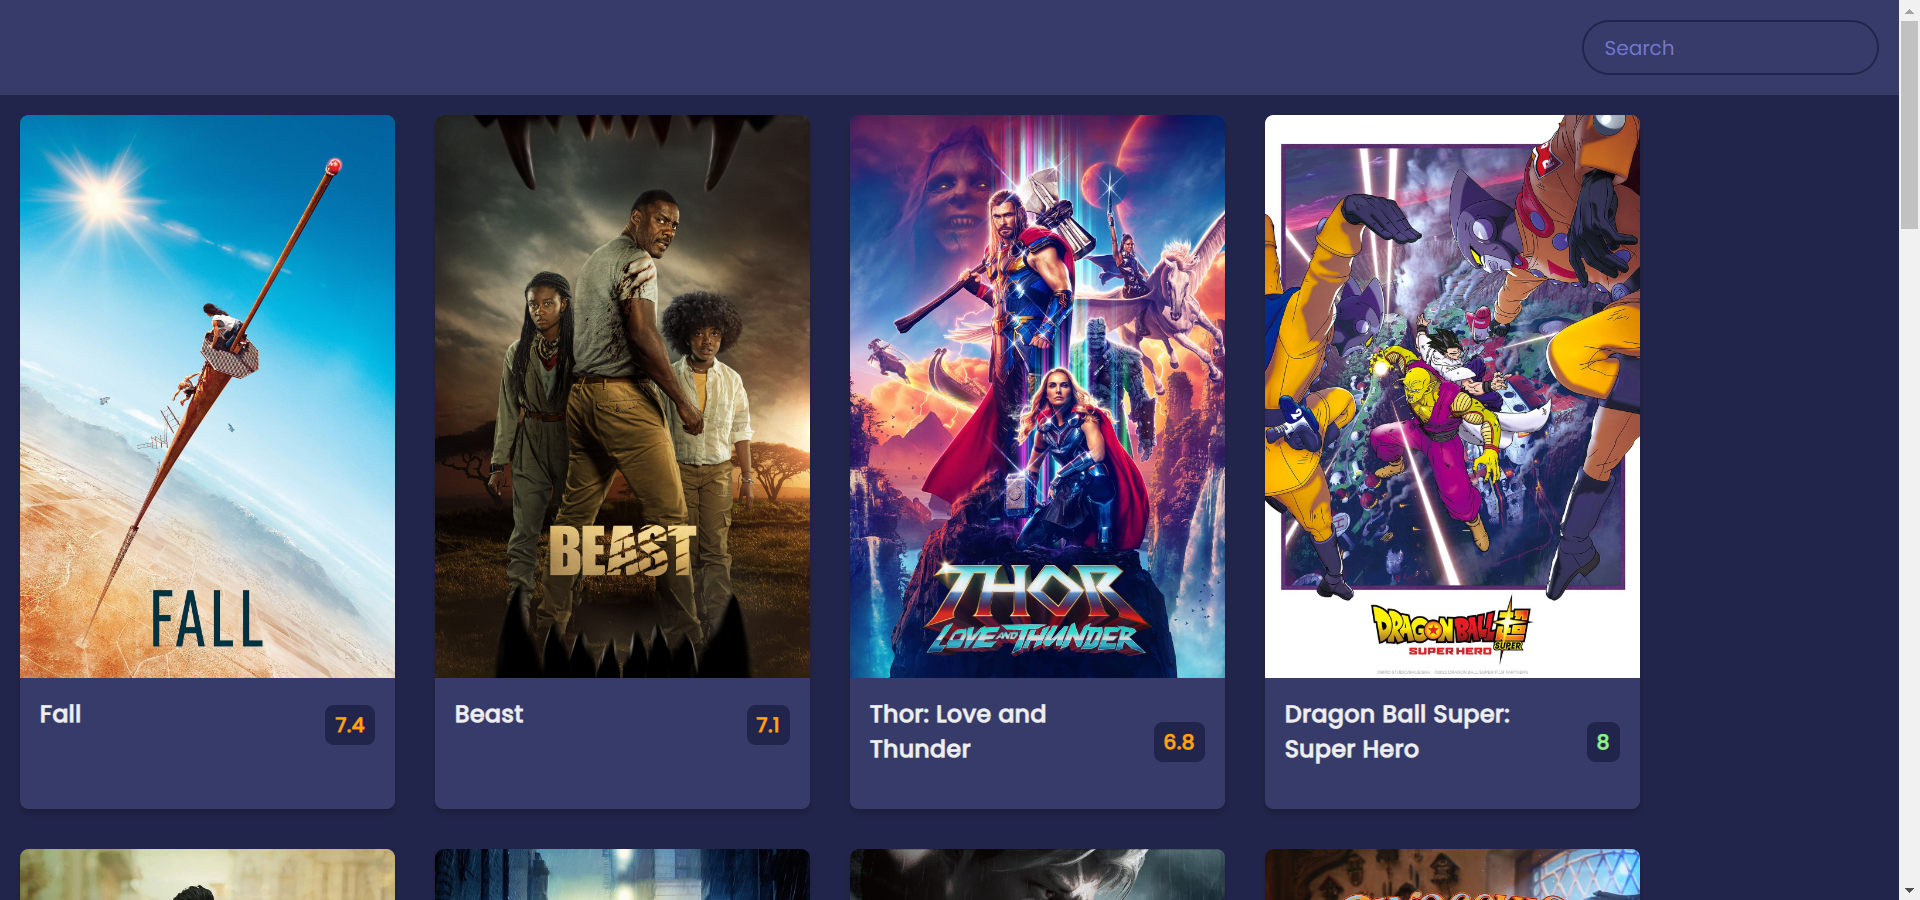 Search
FALL
BEAST
THOR
LOVE AND THUNDER
DRAGON BALL
SUPER
SUPER HERO
Fall
7.4
Beast
7.1
Thor: Love and
Thunder
6.8
Dragon Ball Super:
Super Hero
8